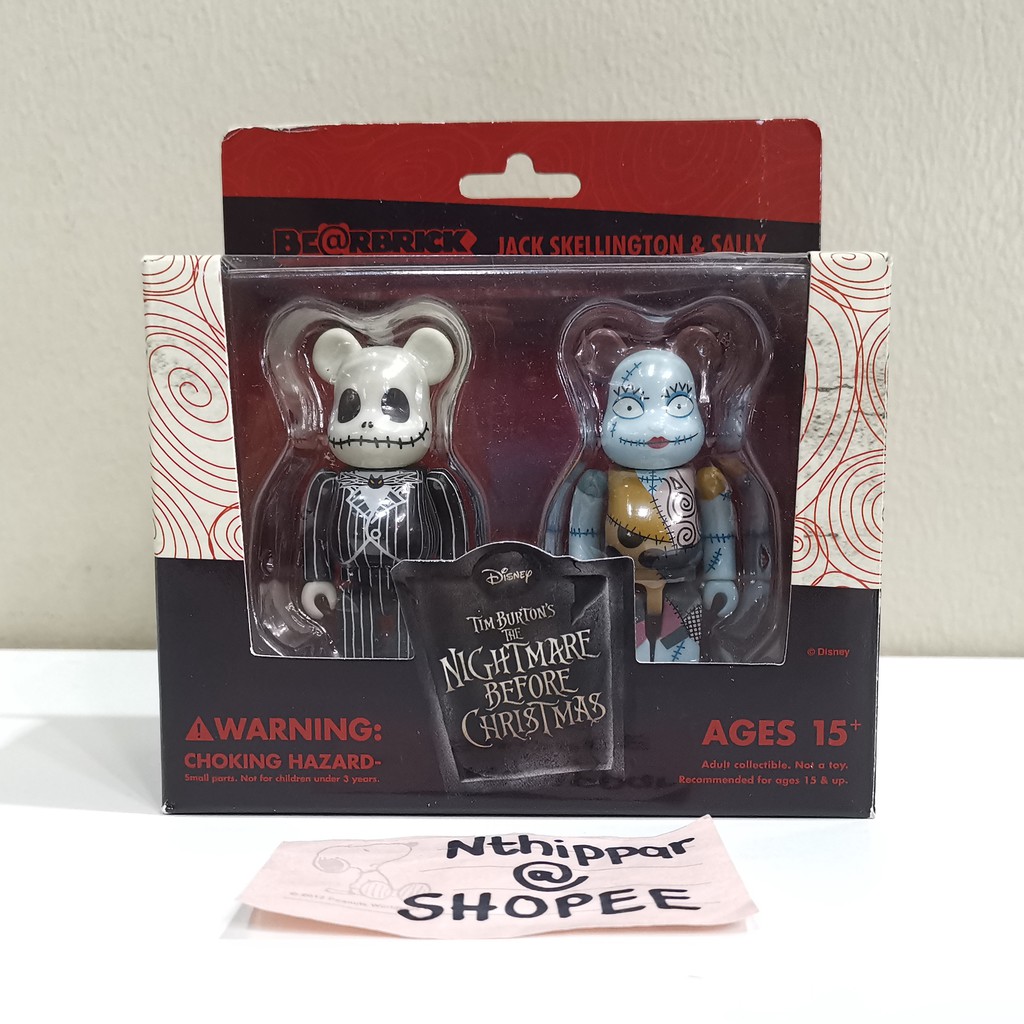 BE@RBRICK JACK SKELLINGTON & SALLY
Disney
TIM BURTON'S
THE
NIGHTMARE
BEFORE
CHRISTMAS
© Disney
WARNING:
CHOKING HAZARD-
Small parts. Not for children under 3 years.
AGES 15+
Adult collectible. Not a toy.
Recommended for ages 15 & up.
Nthippar
@
SHOPEE